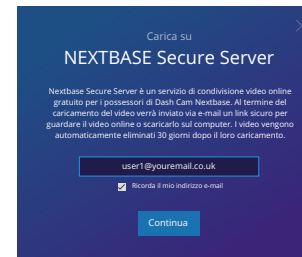 Carica su
NEXTBASE Secure Server
Nextbase Secure Server è un servizio di condivisione video online
gratuito per i possessori di Dash Cam Nextbase. Al termine del
caricamento del video verrà inviato via e-mail un link sicuro per
guardare il video online o scaricarlo sul computer. I video vengono
automaticamente eliminati 30 giorni dopo il loro caricamento.
user1@youremail.co.uk
Ricorda il mio indirizzo e-mail
Continua